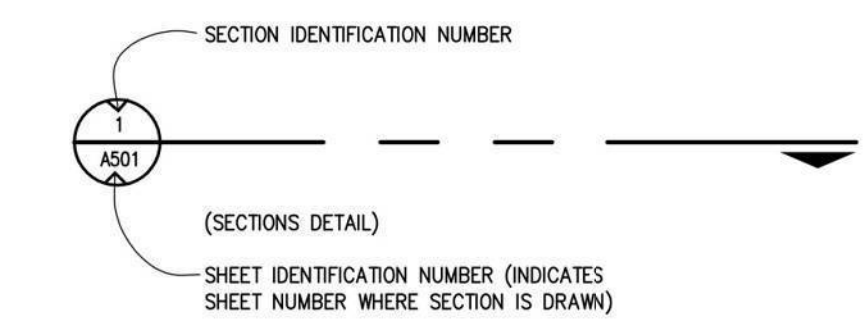 SECTION IDENTIFICATION NUMBER
1
A501
(SECTIONS DETAIL)
SHEET IDENTIFICATION NUMBER (INDICATES
SHEET NUMBER WHERE SECTION IS DRAWN)